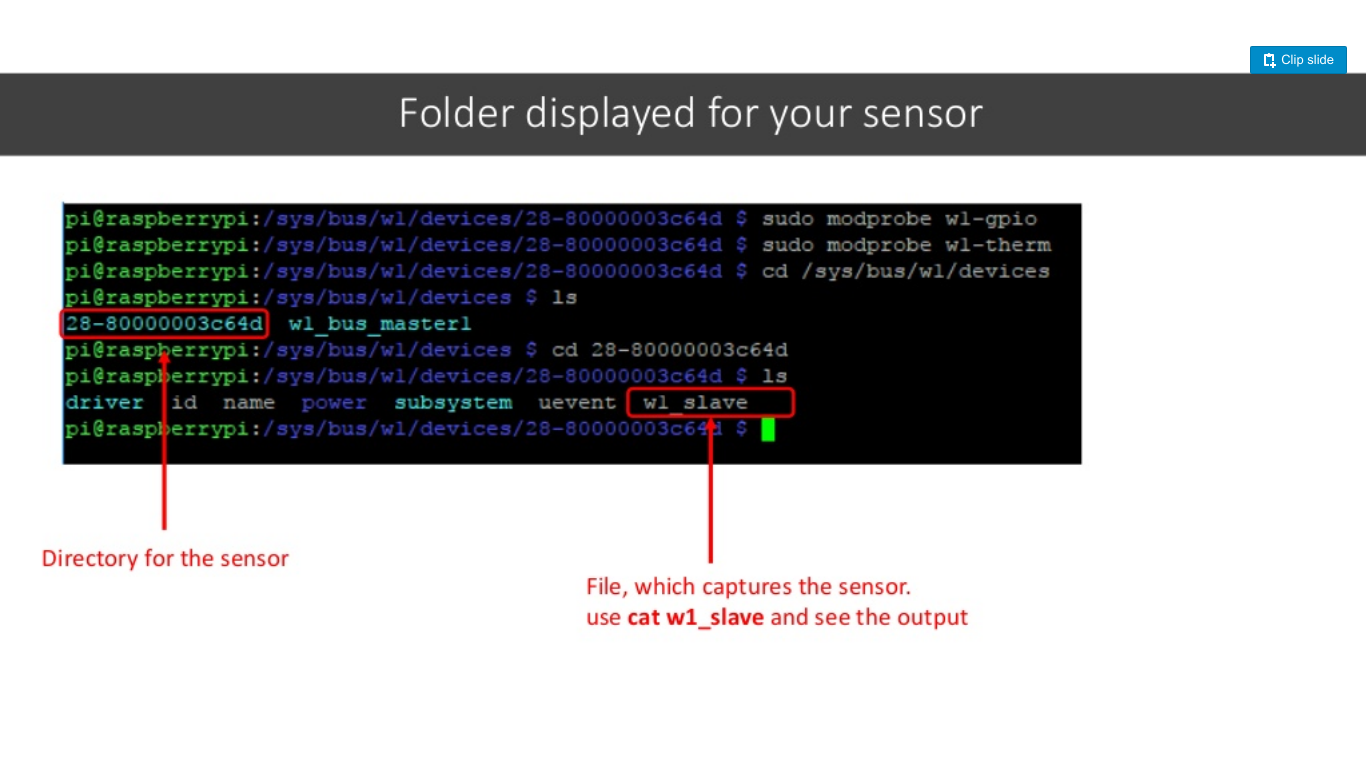 Clip slide
Folder displayed for your sensor
pi@raspberrypi:/sys/bus/w1/devices/28-80000003c64d $ sudo modprobe w1-gpio
pi@raspberrypi:/sys/bus/w1/devices/28-80000003c64d $ sudo modprobe w1-therm
pi@raspberrypi:/sys/bus/w1/devices/28-80000003c64d $ cd /sys/bus/w1/devices
pi@raspberrypi:/sys/bus/w1/devices $ ls
28-80000003c64d w1_bus_master1
pi@raspberrypi:/sys/bus/w1/devices $ cd 28-80000003c64d
pi@raspberrypi:/sys/bus/w1/devices/28-80000003c64d $ ls
driver id name power subsystem uevent w1_slave
pi@raspberrypi:/sys/bus/w1/devices/28-80000003c64d $
Directory for the sensor
File, which captures the sensor.
use cat w1_slave and see the output